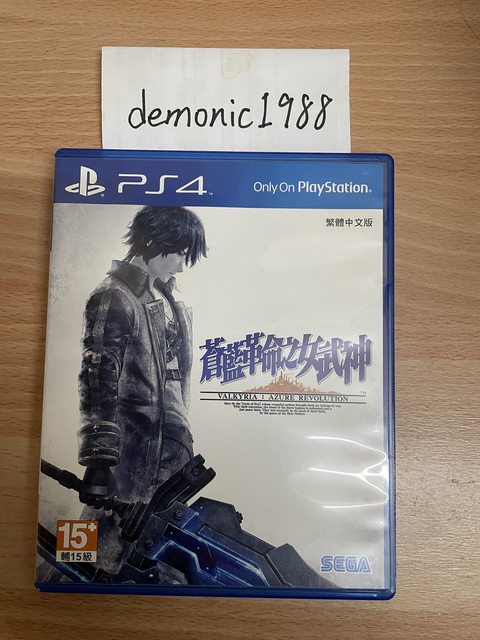 demonic1988
PS4
Only On PlayStation®
繁體中文版
蒼藍革命之女武神
TM
VALKYRIA : AZURE REVOLUTION
15+
輔15級
SEGA